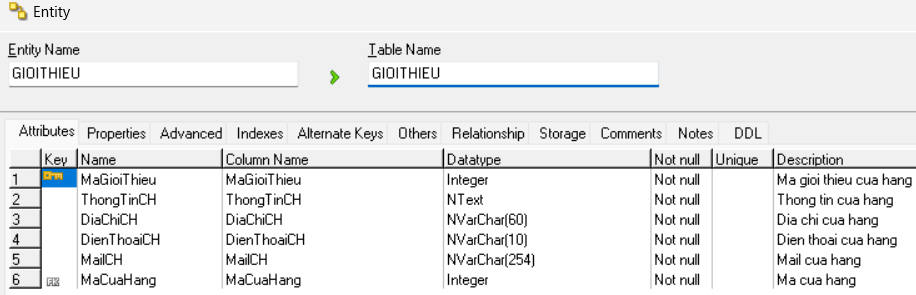 Entity
Entity Name Table Name
GIOITHIEU GIOITHIEU
Attributes Properties Advanced Indexes Alternate Keys Others Relationship Storage Comments Notes DDL
Key Name Column Name Datatype Not null Unique Description
1 MaGioiThieu MaGioiThieu Integer Not null Ma gioi thieu cua hang
2 ThongTinCH ThongTinCH NText Not null Thong tin cua hang
3 DiaChiCH DiaChiCH NVarChar(60) Not null Dia chi cua hang
4 DienThoaiCH DienThoaiCH NVarChar(10) Not null Dien thoai cua hang
5 MailCH MailCH NVarChar(254) Not null Mail cua hang
6 FK MaCuaHang MaCuaHang Integer Not null Ma cua hang